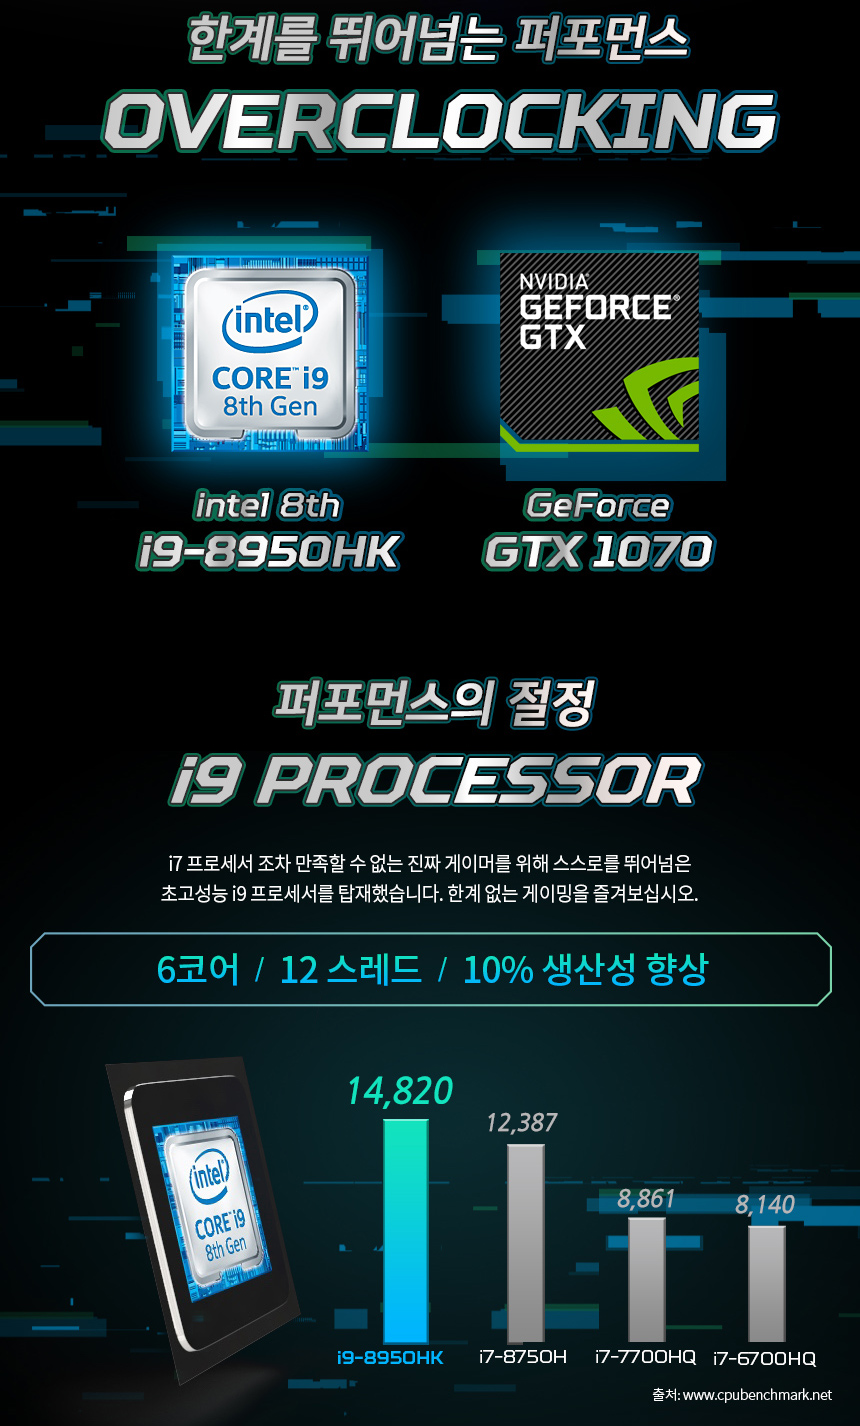 한계를 뛰어넘는 퍼포먼스
OVERCLOCKING
intel®
CORE™ i9
8th Gen
NVIDIA®
GEFORCE®
GTX
intel 8th
i9-8950HK
GeForce
GTX 1070
퍼포먼스의 절정
i9 PROCESSOR
i7 프로세서 조차 만족할 수 없는 진짜 게이머를 위해 스스로를 뛰어넘은
초고성능 i9 프로세서를 탑재했습니다. 한계 없는 게이밍을 즐겨보십시오.
6코어 / 12 스레드 / 10% 생산성 향상
intel®
CORE™ i9
8th Gen
14,820
12,387
8,861
8,140
i9-8950HK
i7-8750H
i7-7700HQ
i7-6700HQ
출처: www.cpubenchmark.net